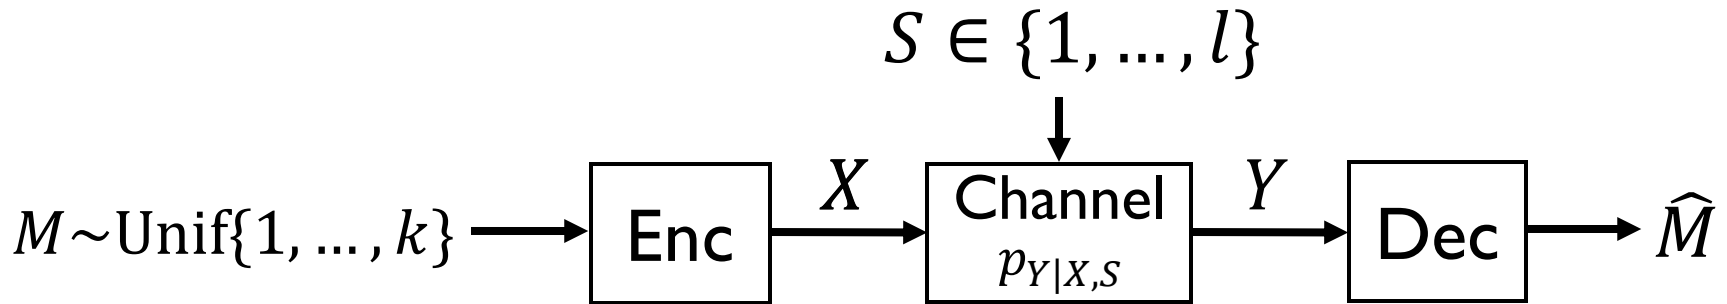 S ∈ {1, … , l}
M~Unif{1, … , k}
Enc
X
Channel
p_{Y|X,S}
Y
Dec
M̂